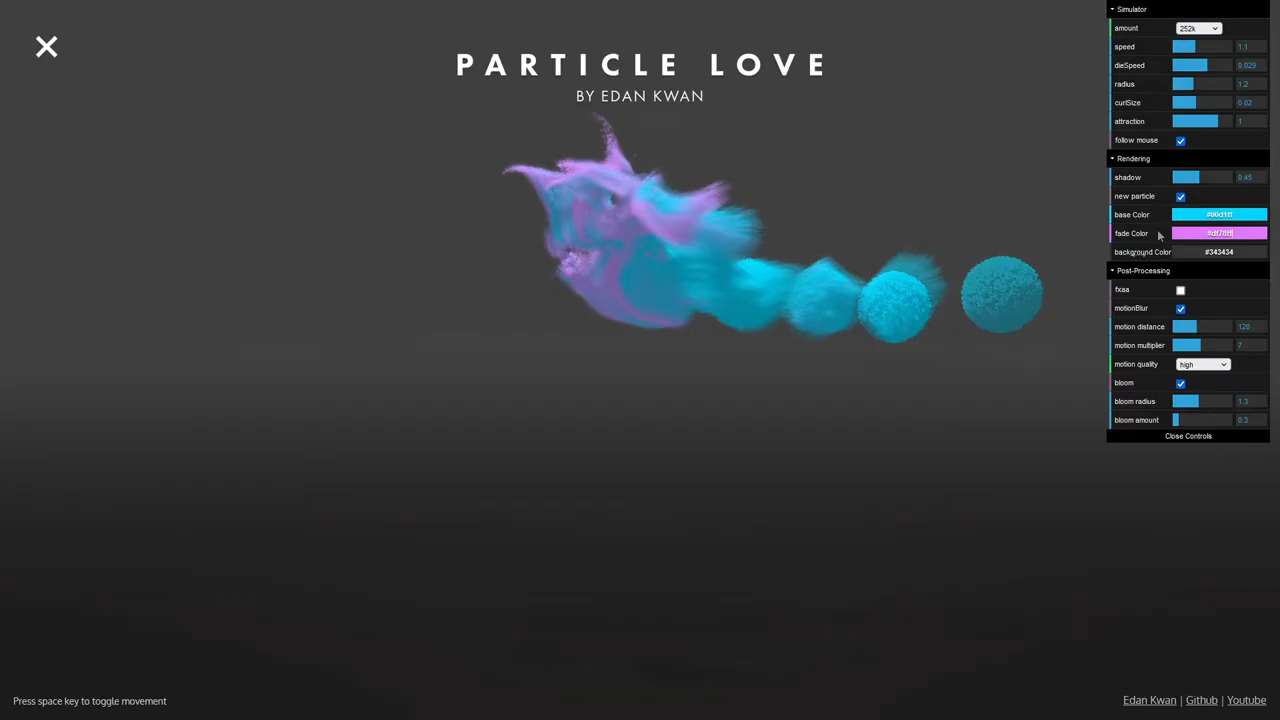 PARTICLE LOVE
BY EDAN KWAN
Simulator
amount 252k
speed 1.1
dieSpeed 0.029
radius 1.2
curlSize 0.02
attraction 1
follow mouse
Rendering
shadow 0.45
new particle
base Color #00d1ff
fade Color #df78ff
background Color #343434
Post-Processing
fxaa
motionBlur
motion distance 120
motion multiplier 7
motion quality high
bloom
bloom radius 1.3
bloom amount 0.3
Close Controls
Press space key to toggle movement
Edan Kwan | Github | Youtube